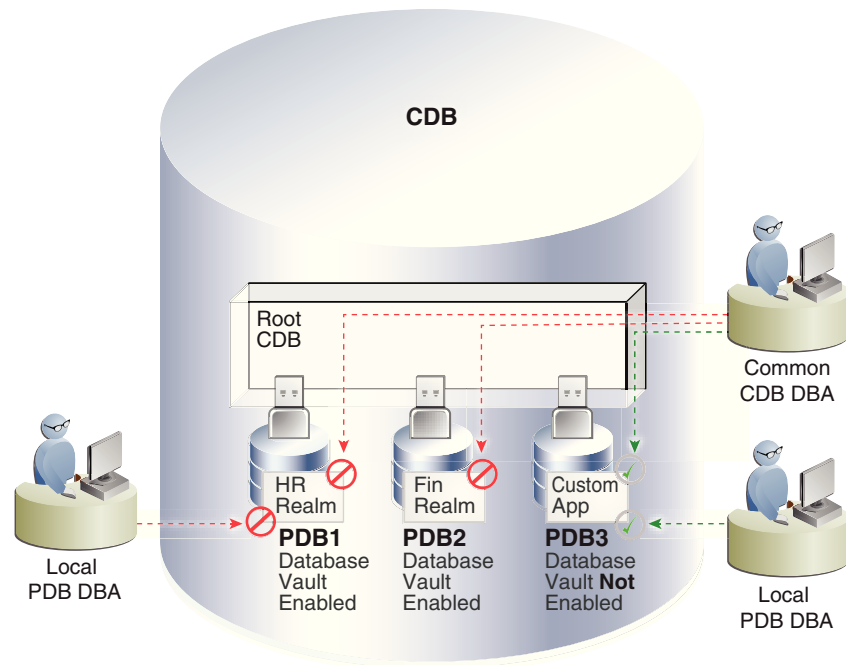 CDB
Root
CDB
Common
CDB DBA
HR
Realm
Fin
Realm
Custom
App
PDB1
Database
Vault
Enabled
PDB2
Database
Vault
Enabled
PDB3
Database
Vault Not
Enabled
Local
PDB DBA
Local
PDB DBA